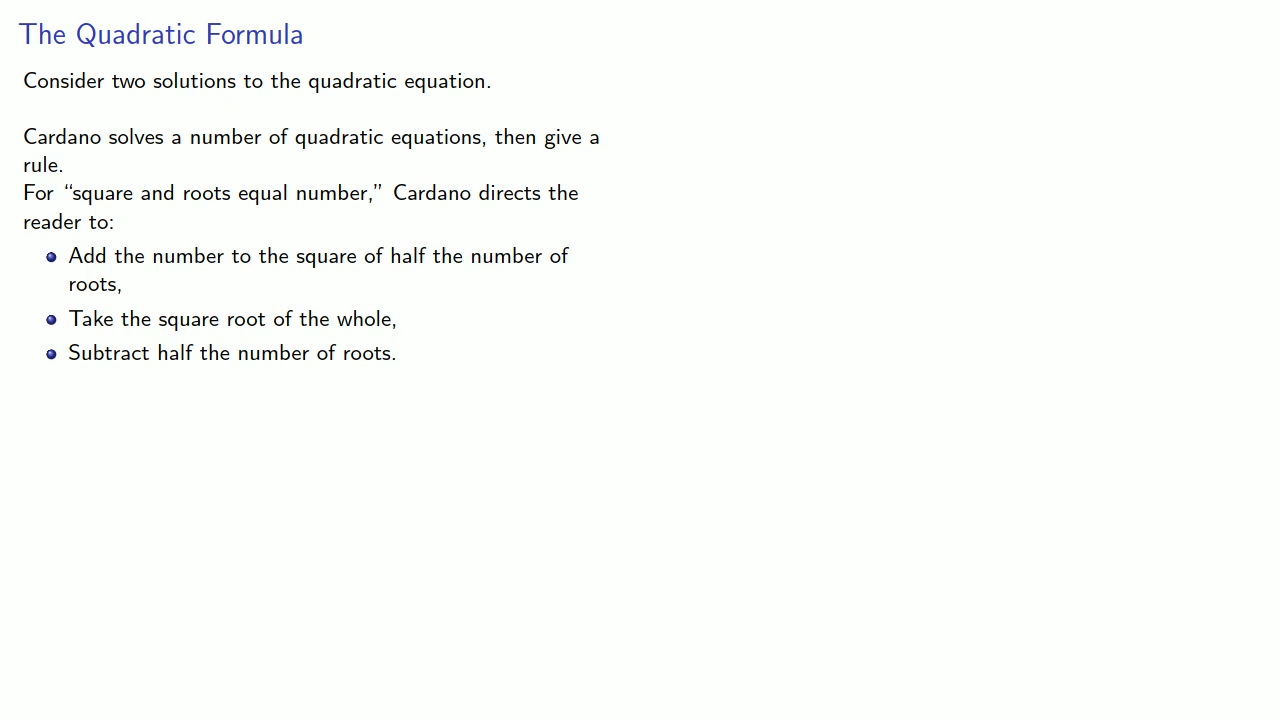 The Quadratic Formula
Consider two solutions to the quadratic equation.
Cardano solves a number of quadratic equations, then give a
rule.
For “square and roots equal number,” Cardano directs the
reader to:
Add the number to the square of half the number of
roots,
Take the square root of the whole,
Subtract half the number of roots.